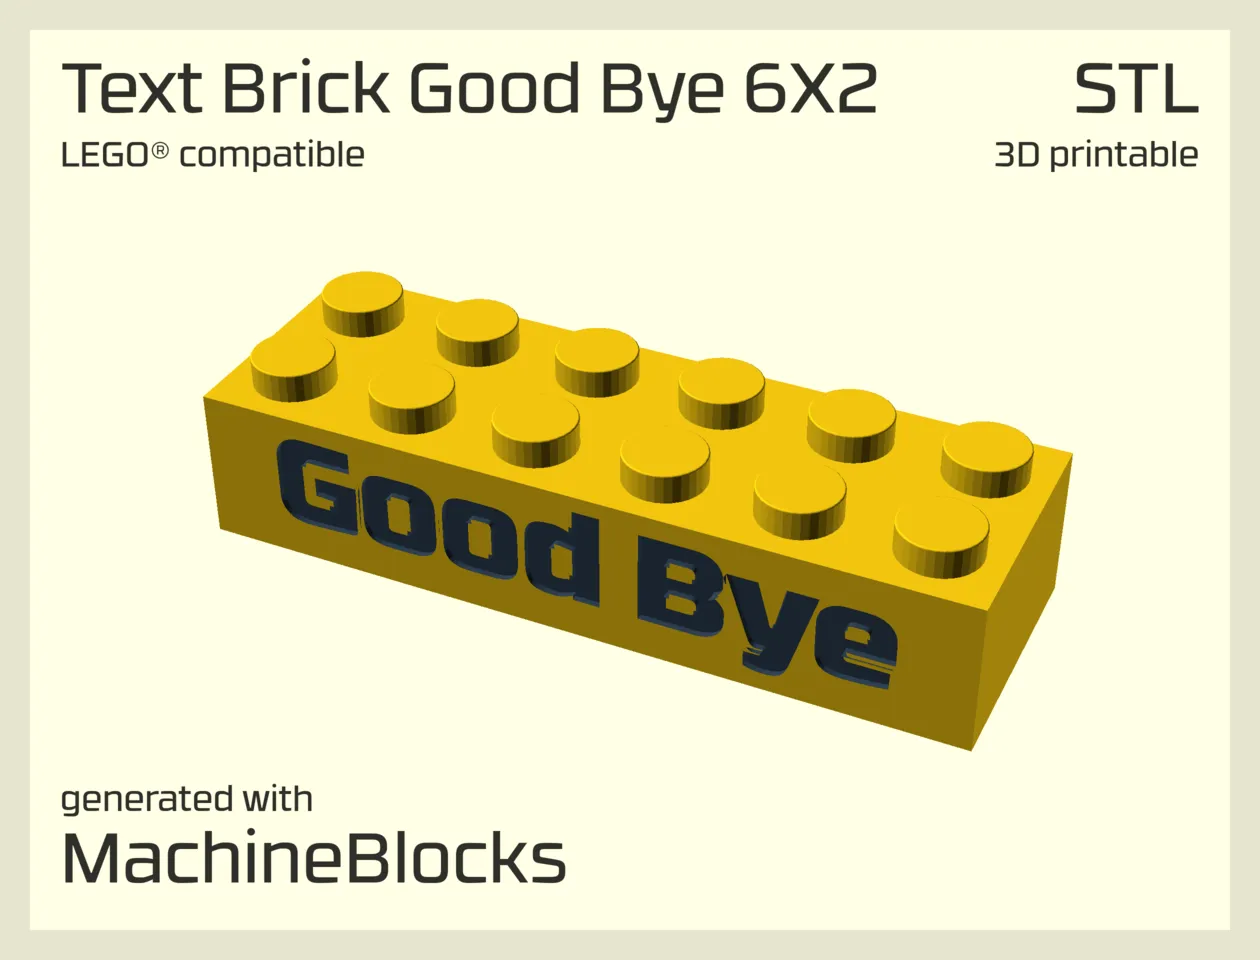 Text Brick Good Bye 6X2
STL
LEGO® compatible
3D printable
Good Bye
generated with
MachineBlocks